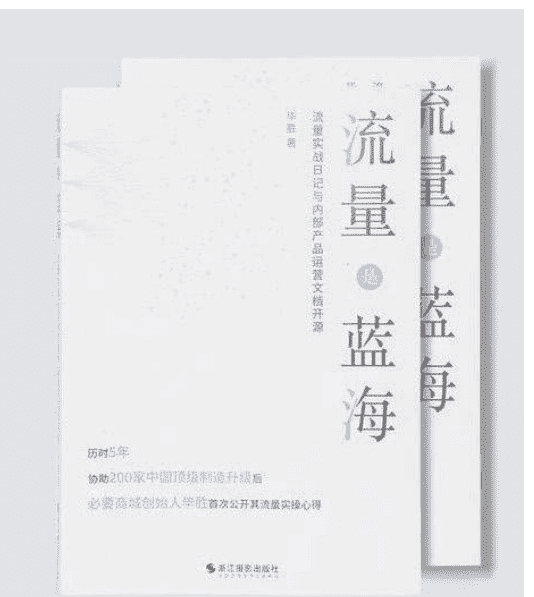 流量是蓝海
流量实战日记与内部产品运营文档开源
毕胜 著
历时5年
协助200家中国顶级制造升级后
必要商城创始人毕胜首次公开其流量实操心得
浙江摄影出版社
流量是蓝海